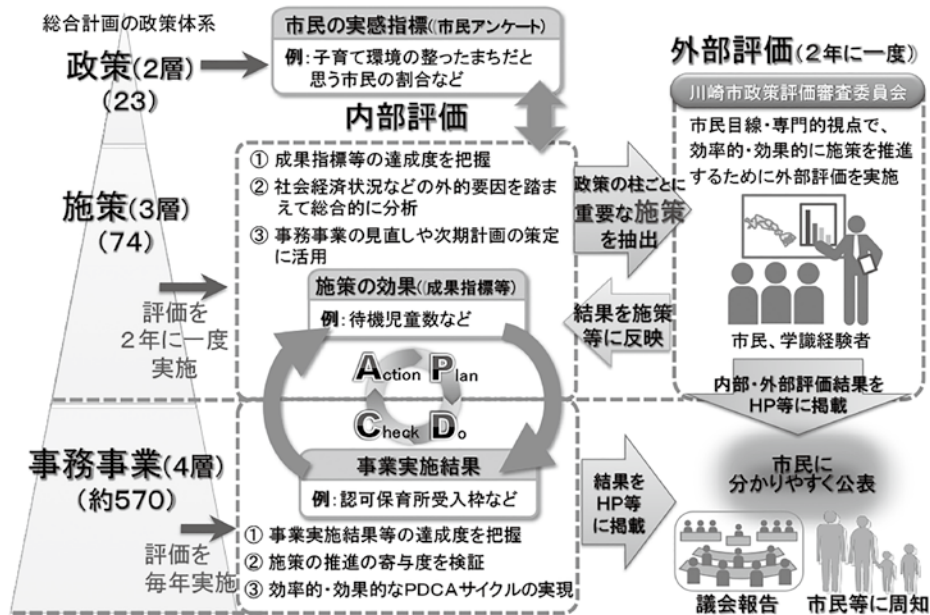 総合計画の政策体系
政策(2層)
(23)
市民の実感指標((市民アンケート)
例:子育て環境の整ったまちだと
思う市民の割合など
施策(3層)
(74)
評価を
2年に一度
実施
内部評価
① 成果指標等の達成度を把握
② 社会経済状況などの外的要因を踏ま
えて総合的に分析
③ 事務事業の見直しや次期計画の策定
に活用
施策の効果((成果指標等)
例:待機児童数など
Action Plan
Check Do
事業実施結果
例:認可保育所受入枠など
事務事業(4層)
(約570)
評価を
毎年実施
① 事業実施結果等の達成度を把握
② 施策の推進の寄与度を検証
③ 効率的・効果的なPDCAサイクルの実現
政策の柱ごとに
重要な施策
を抽出
結果を施策
等に反映
結果を
HP等
に掲載
外部評価(2年に一度)
川崎市政策評価審査委員会
市民目線・専門的視点で、
効率的・効果的に施策を推進
するために外部評価を実施
市民、学識経験者
内部・外部評価結果を
HP等に掲載
市民に
分かりやすく公表
議会報告
市民等に周知